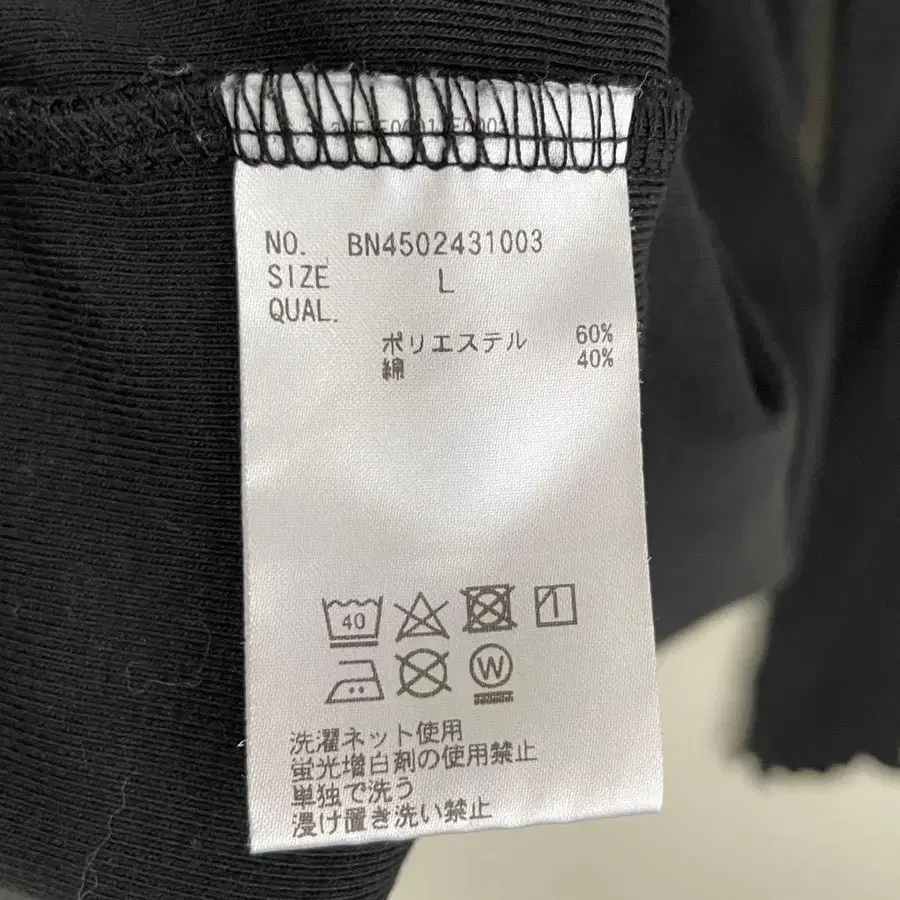 NO. BN4502431003
SIZE L
QUAL.
ポリエステル 60%
綿 40%
40
W
洗濯ネット使用
蛍光増白剤の使用禁止
単独で洗う
浸け置き洗い禁止